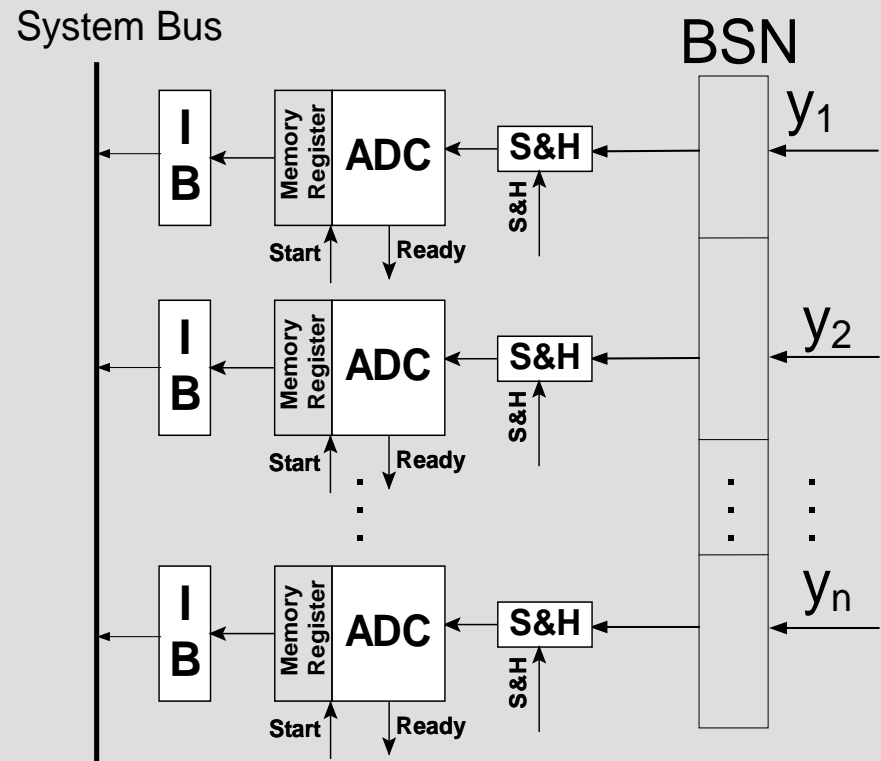 System Bus
BSN
I
B
Memory
Register
ADC
S&H
S&H
y1
Start
Ready
I
B
Memory
Register
ADC
S&H
S&H
y2
Start
Ready
I
B
Memory
Register
ADC
S&H
S&H
yn
Start
Ready